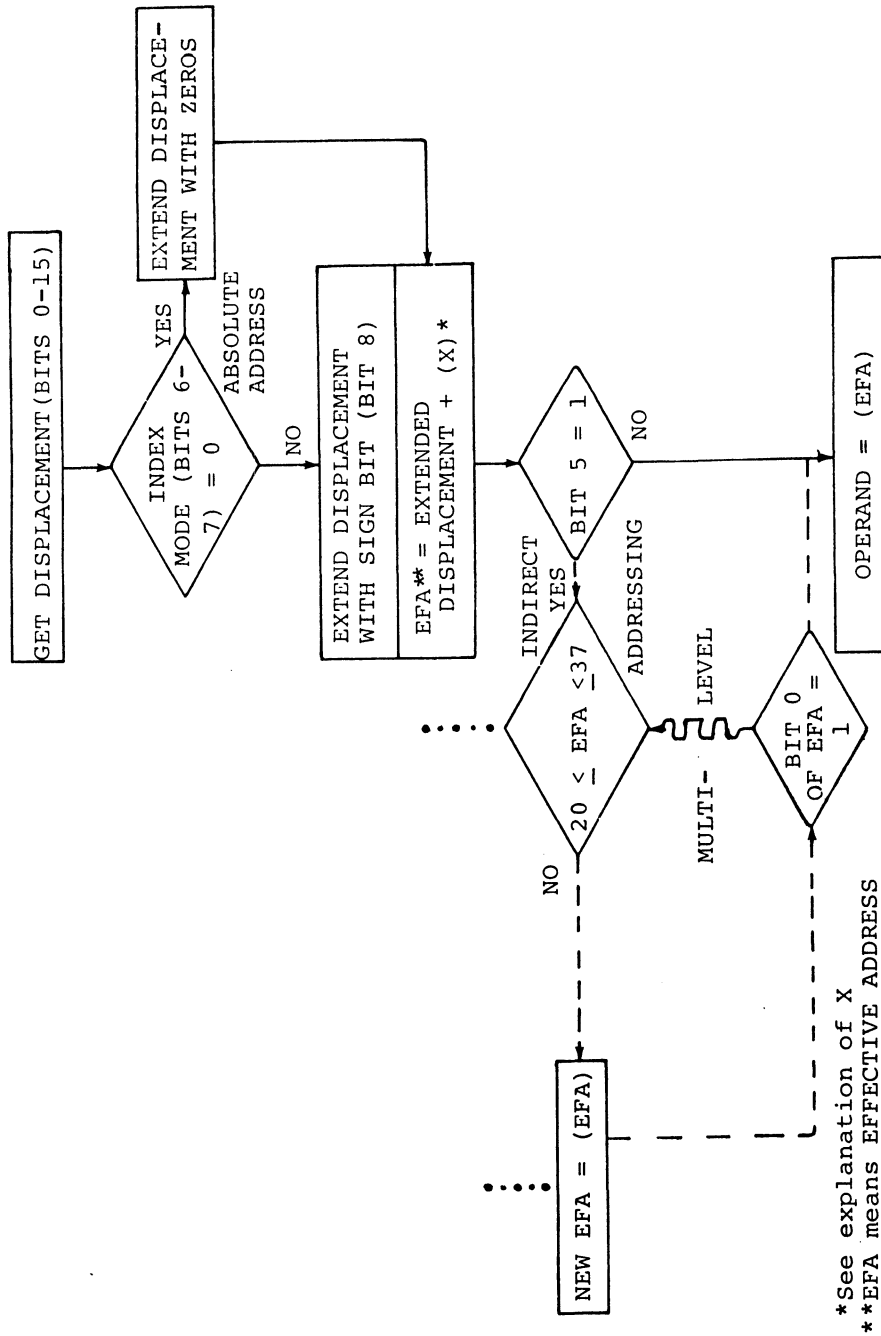 GET DISPLACEMENT (BITS 0-15)
INDEX
MODE (BITS 6-
7) = 0
YES
ABSOLUTE
ADDRESS
EXTEND DISPLACE-
MENT WITH ZEROS
NO
EXTEND DISPLACEMENT
WITH SIGN BIT (BIT 8)
EFA** = EXTENDED
DISPLACEMENT + (X)*
BIT 5 = 1
NO
INDIRECT
YES
ADDRESSING
20 ≤ EFA ≤ 37
NO
NEW EFA = (EFA)
MULTI-
LEVEL
BIT 0
OF EFA =
1
OPERAND = (EFA)
*See explanation of X
**EFA means EFFECTIVE ADDRESS